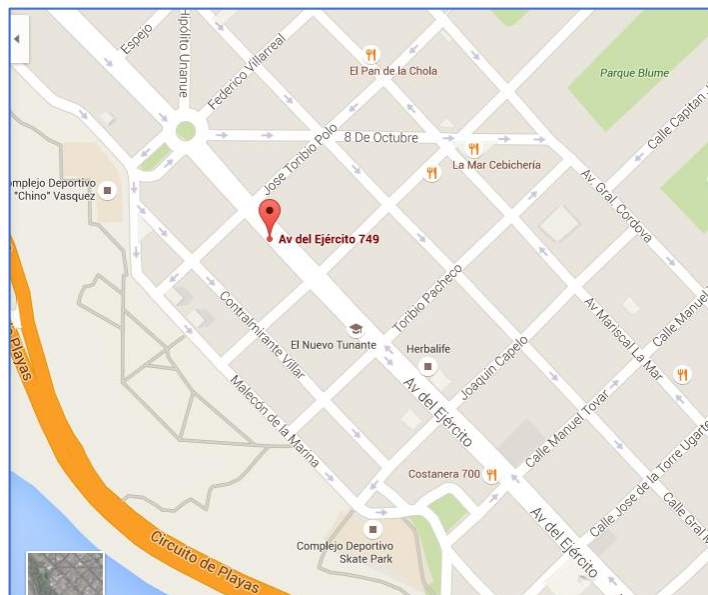 Espejo
Hipólito Unanue
Federico Villarreal
El Pan de la Chola
Parque Blume
Calle Capitan
8 De Octubre
Jose Toribio Polo
La Mar Cebichería
Complejo Deportivo
"Chino" Vasquez
Av. Gral. Cordova
Av del Ejército 749
Toribio Pacheco
Contralmirante Villar
El Nuevo Tunante
Herbalife
Joaquin Capelo
Av Mariscal La Mar
Calle Manuel
de Playas
Malecón de la Marina
Av del Ejército
Calle Manuel Tovar
Costanera 700
Calle Jose de la Torre Ugarte
Av del Ejército
Calle Gral
Circuito de Playas
Complejo Deportivo
Skate Park